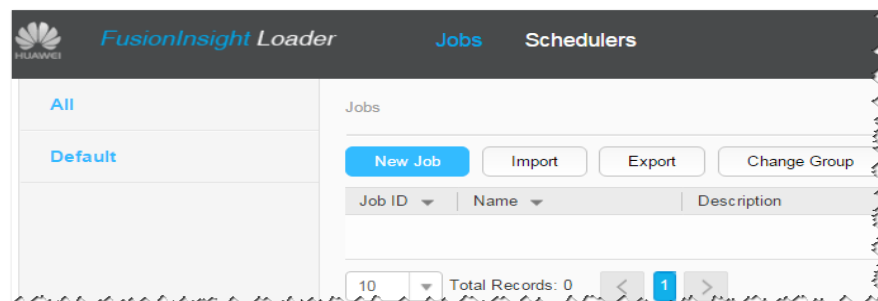 HUAWEI
FusionInsight Loader Jobs Schedulers
All
Default
Jobs
New Job Import Export Change Group
Job ID Name Description
10 Total Records: 0 < 1 >